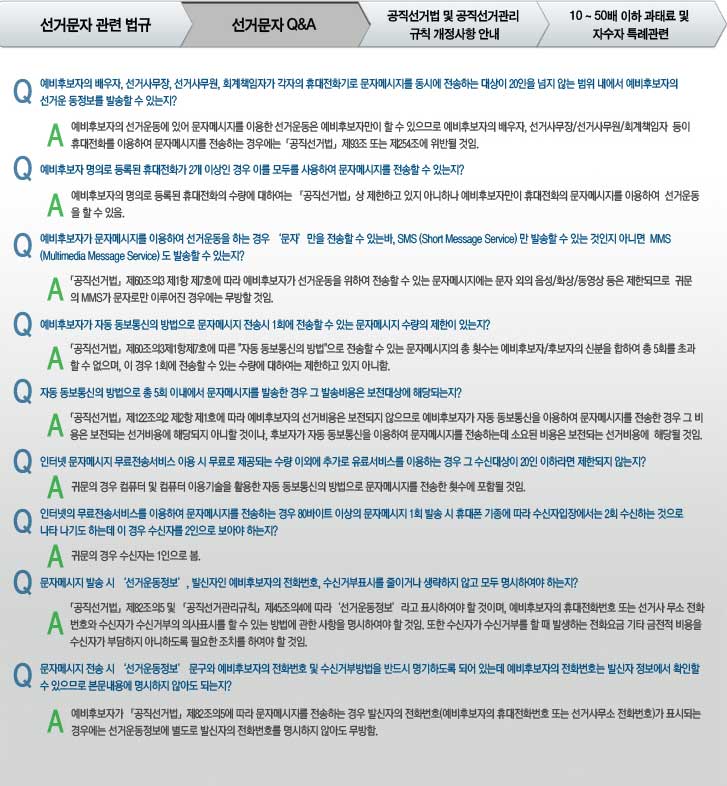 선거문자 관련 법규
선거문자 Q&A
공직선거법 및 공직선거관리
규칙 개정사항 안내
10 ~ 50배 이하 과태료 및
자수자 특례관련
Q 예비후보자의 배우자, 선거사무장, 선거사무원, 회계책임자가 각자의 휴대전화기로 문자메시지를 동시에 전송하는 대상이 20인을 넘지 않는 범위 내에서 예비후보자의
선거운 동정보를 발송할 수 있는지?
A 예비후보자의 선거운동에 있어 문자메시지를 이용한 선거운동은 예비후보자만이 할 수 있으므로 예비후보자의 배우자, 선거사무장/선거사무원/회계책임자 등이
휴대전화를 이용하여 문자메시지를 전송하는 경우에는「공직선거법」제93조 또는 제254조에 위반될 것임.
Q 예비후보자 명의로 등록된 휴대전화가 2개 이상인 경우 이를 모두를 사용하여 문자메시지를 전송할 수 있는지?
A 예비후보자의 명의로 등록된 휴대전화의 수량에 대하여는 「공직선거법」상 제한하고 있지 아니하나 예비후보자만이 휴대전화의 문자메시지를 이용하여 선거운동
을 할 수 있음.
Q 예비후보자가 문자메시지를 이용하여 선거운동을 하는 경우 ‘문자’만을 전송할 수 있는바, SMS (Short Message Service) 만 발송할 수 있는 것인지 아니면 MMS
(Multimedia Message Service) 도 발송할 수 있는지?
A 「공직선거법」제60조의3 제1항 제7호에 따라 예비후보자가 선거운동을 위하여 전송할 수 있는 문자메시지에는 문자 외의 음성/화상/동영상 등은 제한되므로 귀문
의 MMS가 문자로만 이루어진 경우에는 무방할 것임.
Q 예비후보자가 자동 동보통신의 방법으로 문자메시지 전송시 1회에 전송할 수 있는 문자메시지 수량의 제한이 있는지?
A 「공직선거법」제60조의3제1항제7호에 따른 "자동 동보통신의 방법"으로 전송할 수 있는 문자메시지의 총 횟수는 예비후보자/후보자의 신분을 합하여 총 5회를 초과
할 수 없으며, 이 경우 1회에 전송할 수 있는 수량에 대하여는 제한하고 있지 아니함.
Q 자동 동보통신의 방법으로 총 5회 이내에서 문자메시지를 발송한 경우 그 발송비용은 보전대상에 해당되는지?
A 「공직선거법」제122조의2 제2항 제1호에 따라 예비후보자의 선거비용은 보전되지 않으므로 예비후보자가 자동 동보통신을 이용하여 문자메시지를 전송한 경우 그 비
용은 보전되는 선거비용에 해당되지 아니할 것이나, 후보자가 자동 동보통신을 이용하여 문자메시지를 전송하는데 소요된 비용은 보전되는 선거비용에 해당될 것임.
Q 인터넷 문자메시지 무료전송서비스 이용 시 무료로 제공되는 수량 이외에 추가로 유료서비스를 이용하는 경우 그 수신대상이 20인 이하라면 제한되지 않는지?
A 귀문의 경우 컴퓨터 및 컴퓨터 이용기술을 활용한 자동 동보통신의 방법으로 문자메시지를 전송한 횟수에 포함될 것임.
Q 인터넷의 무료전송서비스를 이용하여 문자메시지를 전송하는 경우 80바이트 이상의 문자메시지 1회 발송 시 휴대폰 기종에 따라 수신자입장에서는 2회 수신하는 것으로
나타 나기도 하는데 이 경우 수신자를 2인으로 보아야 하는지?
A 귀문의 경우 수신자는 1인으로 봄.
Q 문자메시지 발송 시 ‘선거운동정보’, 발신자인 예비후보자의 전화번호, 수신거부표시를 줄이거나 생략하지 않고 모두 명시하여야 하는지?
A 「공직선거법」제82조의5 및 「공직선거관리규칙」제45조의4에 따라 ‘선거운동정보’라고 표시하여야 할 것이며, 예비후보자의 휴대전화번호 또는 선거사 무소 전화
번호와 수신자가 수신거부의 의사표시를 할 수 있는 방법에 관한 사항을 명시하여야 할 것임. 또한 수신자가 수신거부를 할 때 발생하는 전화요금 기타 금전적 비용을
수신자가 부담하지 아니하도록 필요한 조치를 하여야 할 것임.
Q 문자메시지 전송 시 ‘선거운동정보’ 문구와 예비후보자의 전화번호 및 수신거부방법을 반드시 명기하도록 되어 있는데 예비후보자의 전화번호는 발신자 정보에서 확인할
수 있으므로 본문내용에 명시하지 않아도 되는지?
A 예비후보자가 「공직선거법」제82조의5에 따라 문자메시지를 전송하는 경우 발신자의 전화번호(예비후보자의 휴대전화번호 또는 선거사무소 전화번호)가 표시되는
경우에는 선거운동정보에 별도로 발신자의 전화번호를 명시하지 않아도 무방함.